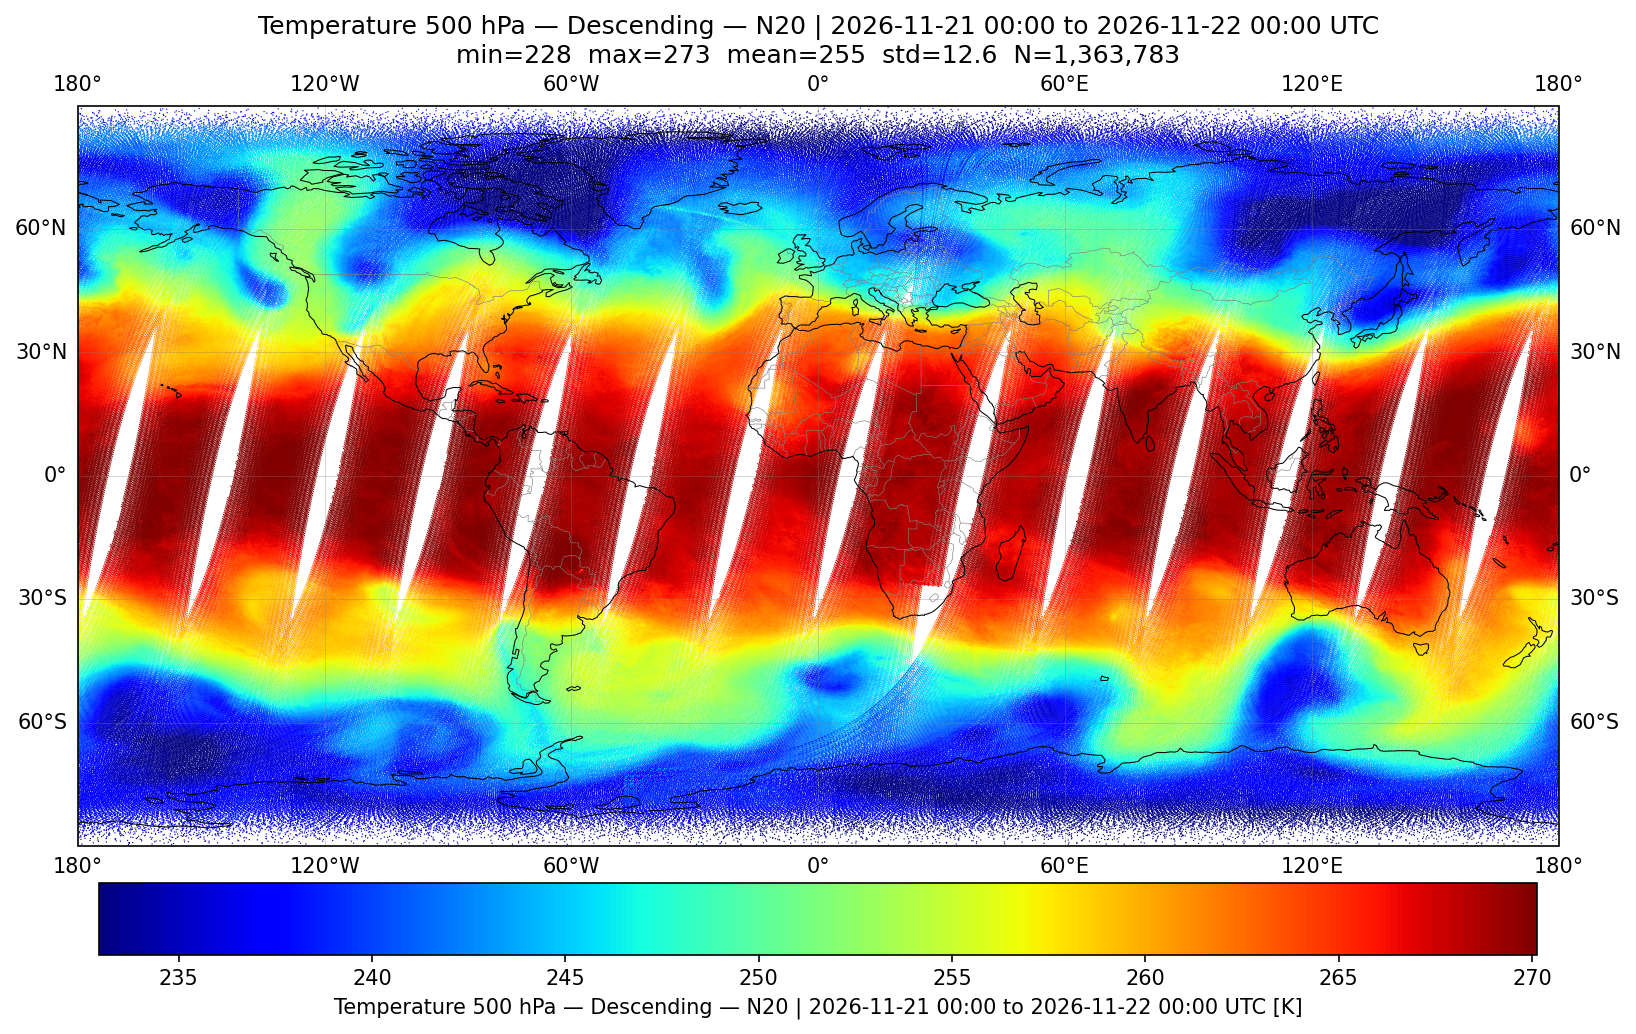 Temperature 500 hPa — Descending — N20 | 2026-11-21 00:00 to 2026-11-22 00:00 UTC
min=228  max=273  mean=255  std=12.6  N=1,363,783
180° 120°W 60°W 0° 60°E 120°E 180°
60°N 60°N
30°N 30°N
0° 0°
30°S 30°S
60°S 60°S
180° 120°W 60°W 0° 60°E 120°E 180°
235 240 245 250 255 260 265 270
Temperature 500 hPa — Descending — N20 | 2026-11-21 00:00 to 2026-11-22 00:00 UTC [K]